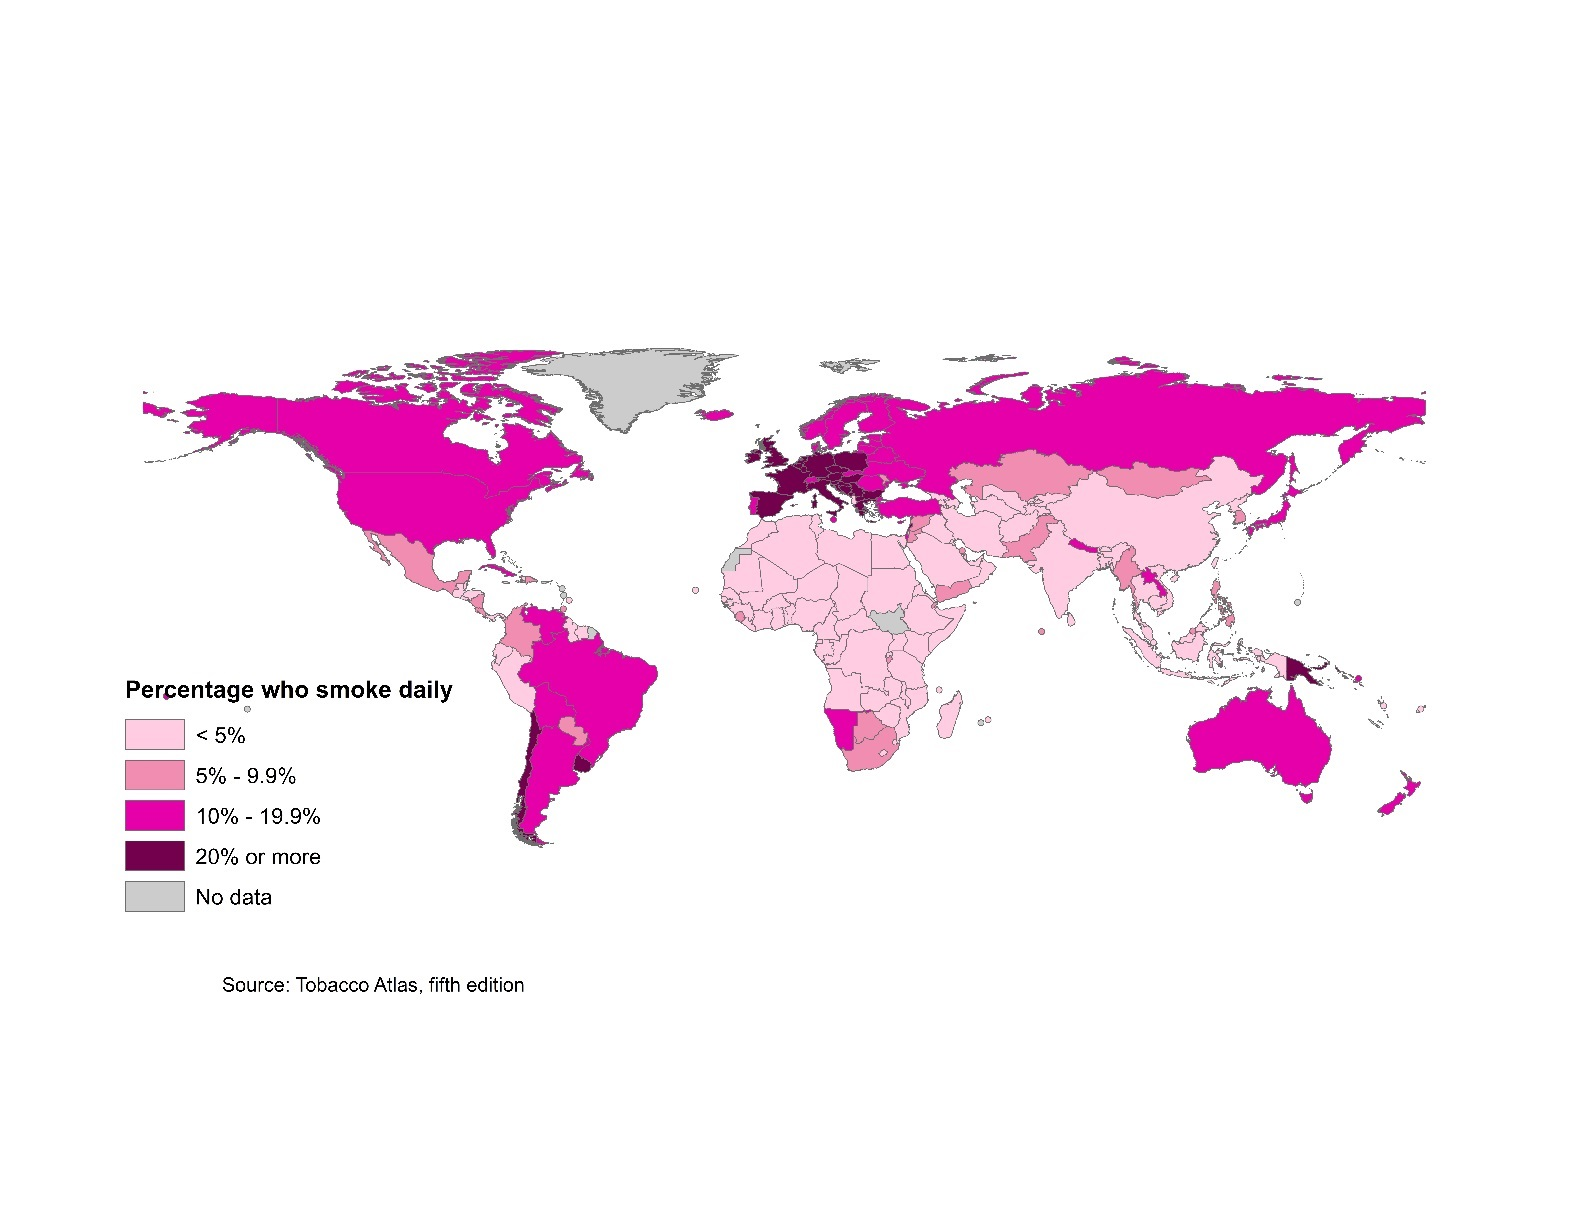 Percentage who smoke daily
< 5%
5% - 9.9%
10% - 19.9%
20% or more
No data
Source: Tobacco Atlas, fifth edition